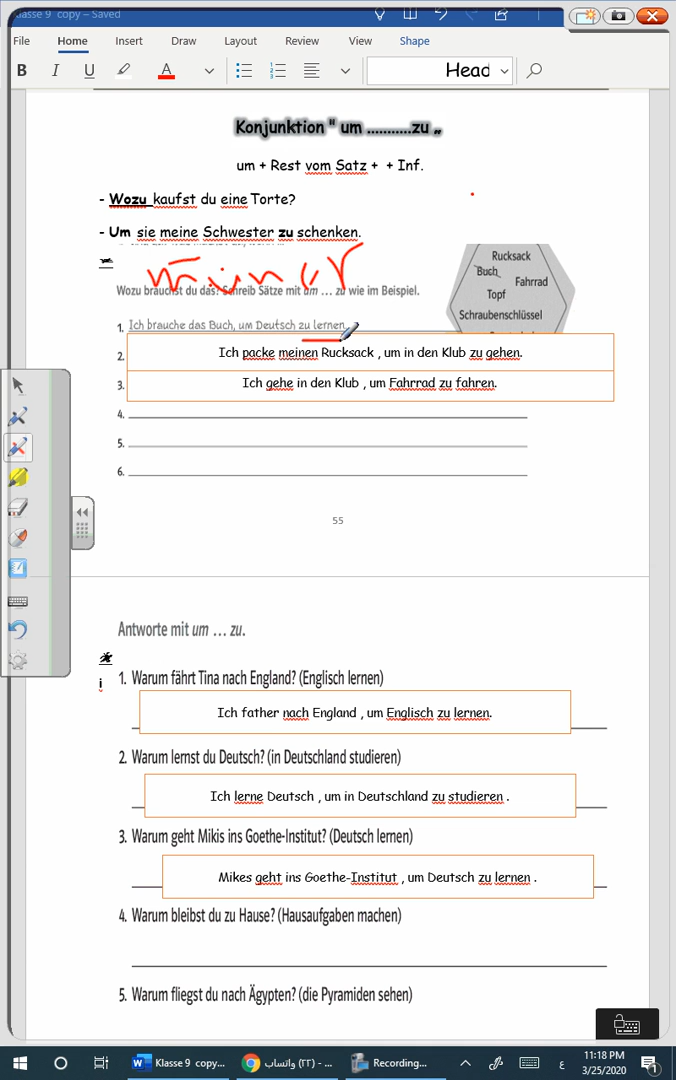 Klasse 9 copy – Saved
File Home Insert Draw Layout Review View Shape
B I U A Head
Konjunktion " um ...........zu „
um + Rest vom Satz + + Inf.
- Wozu kaufst du eine Torte?
- Um sie meine Schwester zu schenken.
Wozu brauchst du das? Schreib Sätze mit um ... zu wie im Beispiel.
Rucksack
Buch
Fahrrad
Topf
Schraubenschlüssel
1. Ich brauche das Buch, um Deutsch zu lernen.
2. Ich packe meinen Rucksack , um in den Klub zu gehen.
3. Ich gehe in den Klub , um Fahrrad zu fahren.
4.
5.
6.
55
Antworte mit um ... zu.
i
1. Warum fährt Tina nach England? (Englisch lernen)
Ich father nach England , um Englisch zu lernen.
2. Warum lernst du Deutsch? (in Deutschland studieren)
Ich lerne Deutsch , um in Deutschland zu studieren .
3. Warum geht Mikis ins Goethe-Institut? (Deutsch lernen)
Mikes geht ins Goethe-Institut , um Deutsch zu lernen .
4. Warum bleibst du zu Hause? (Hausaufgaben machen)
5. Warum fliegst du nach Ägypten? (die Pyramiden sehen)
Klasse 9 copy... (٢٢) واتساب - ... Recording... ع 11:18 PM
3/25/2020